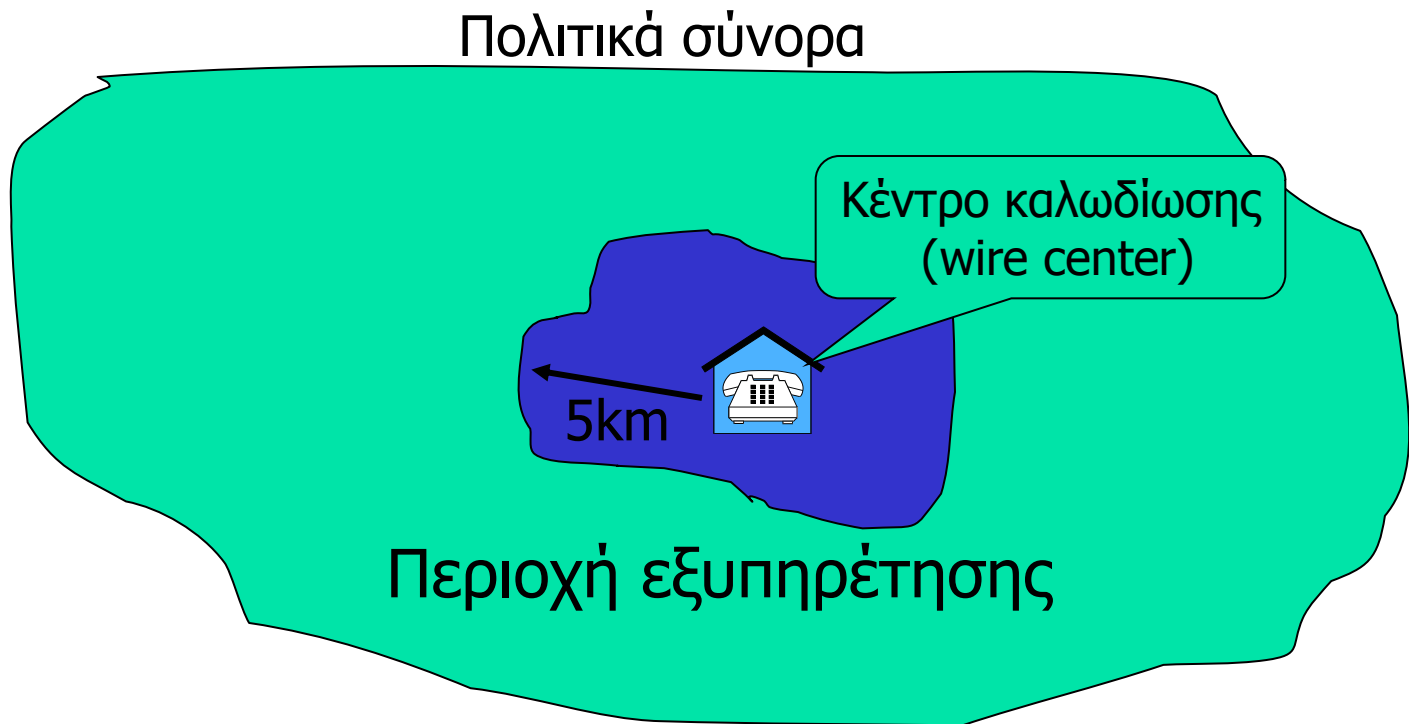 Πολιτικά σύνορα
Κέντρο καλωδίωσης
(wire center)
5km
Περιοχή εξυπηρέτησης